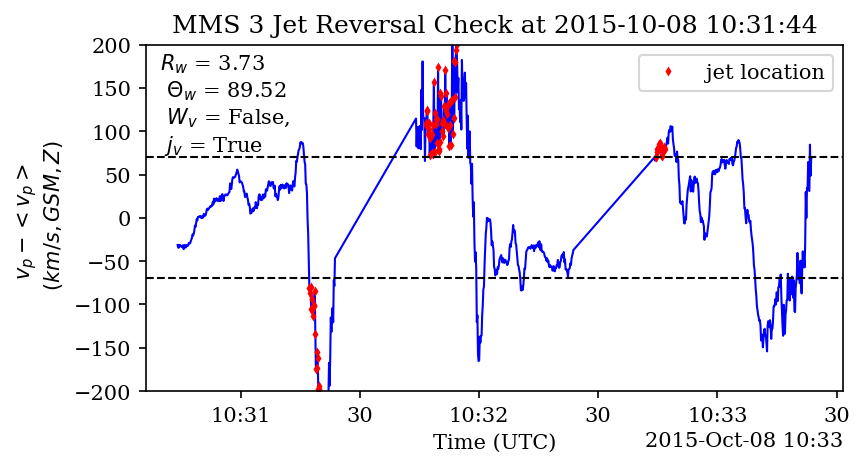 MMS 3 Jet Reversal Check at 2015-10-08 10:31:44
R_w = 3.73
Θ_w = 89.52
W_v = False,
j_v = True
jet location
v_p − < v_p >
(km/s, GSM, Z)
200
150
100
50
0
−50
−100
−150
−200
10:31 30 10:32 30 10:33 30
Time (UTC) 2015-Oct-08 10:33